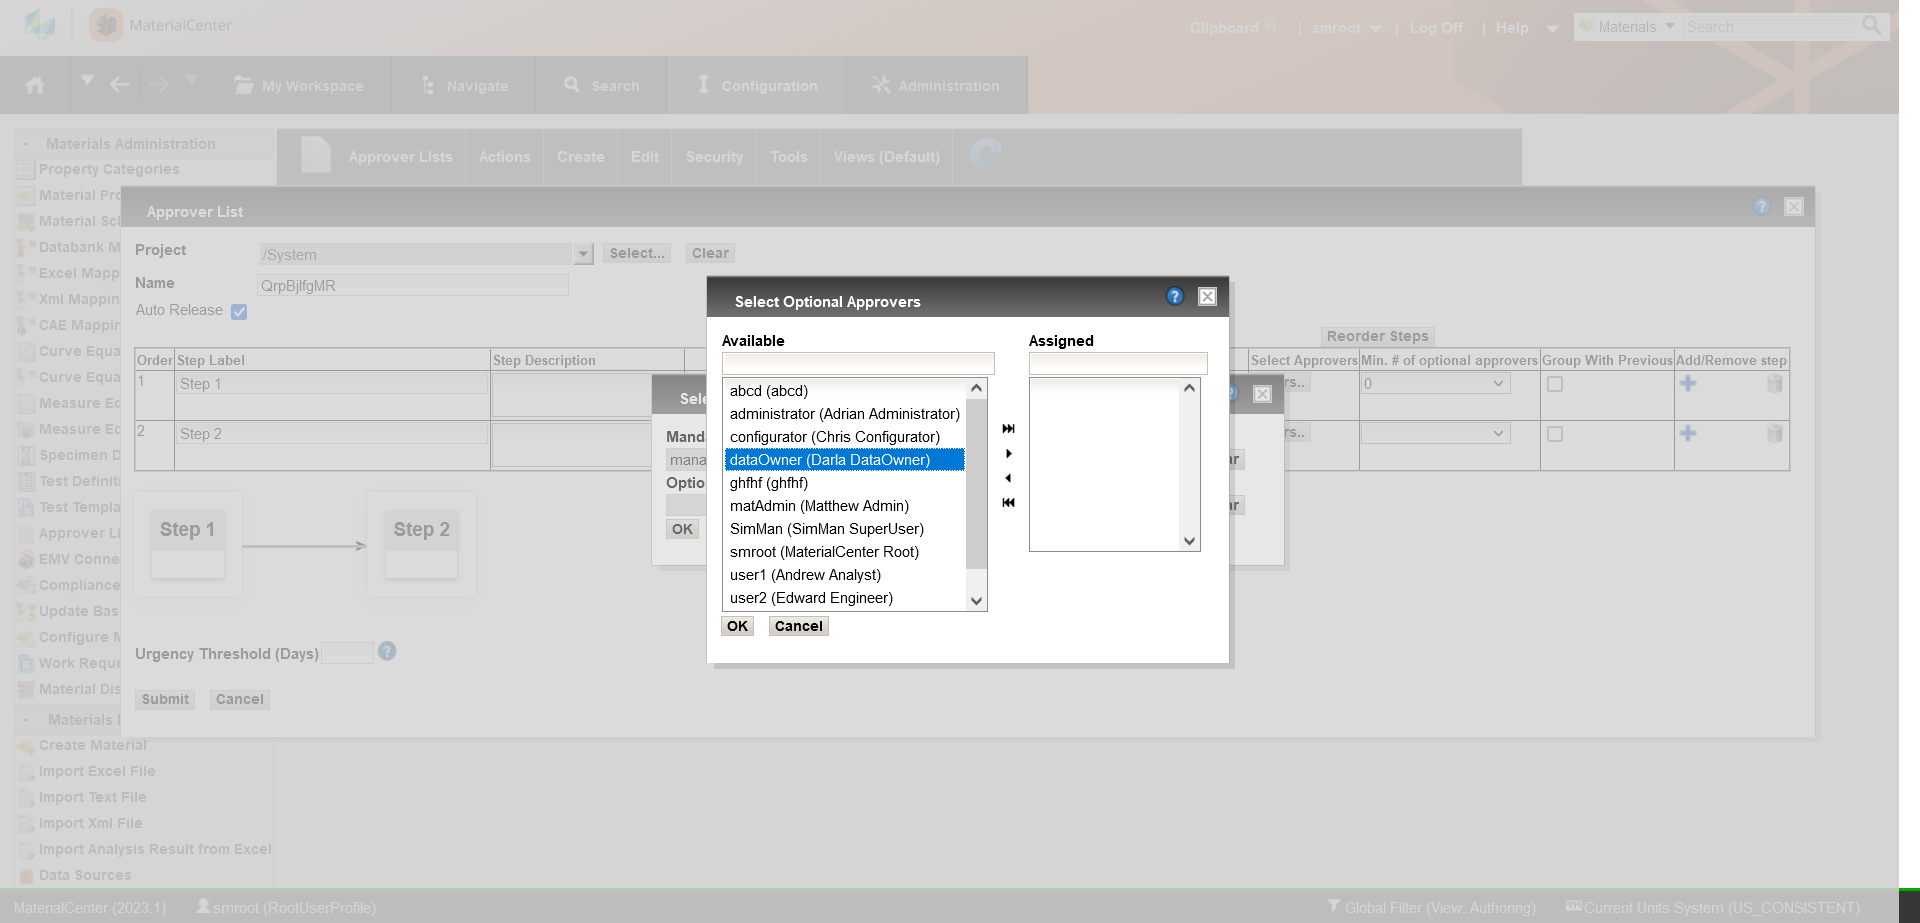 MaterialCenter
Clipboard | smroot | Log Off | Help Materials Search
My Workspace Navigate Search Configuration Administration
- Materials Administration
Approver Lists Actions Create Edit Security Tools Views (Default)
Property Categories
Material Pro
Material Sch
Databank M
Excel Mapp
Xml Mappin
CAE Mappin
Curve Equa
Curve Equa
Measure Ec
Measure Ec
Specimen D
Test Definiti
Test Templa
Approver Li
EMV Conne
Compliance
Update Bas
Configure M
Work Reque
Material Dis
- Materials I
Create Material
Import Excel File
Import Text File
Import Xml File
Import Analysis Result from Excel
Data Sources
Approver List ?
Project /System Select... Clear
Name QrpBjlfgMR
Auto Release
Reorder Steps
Order Step Label Step Description Select Approvers Min. # of optional approvers Group With Previous Add/Remove step
1 Step 1 rs.. 0
2 Step 2 rs..
Step 1 Step 2
Urgency Threshold (Days) ?
Submit Cancel
Sele
Manda
mana
Optio
OK
Select Optional Approvers ?
Available Assigned
abcd (abcd)
administrator (Adrian Administrator)
configurator (Chris Configurator)
dataOwner (Darla DataOwner)
ghfhf (ghfhf)
matAdmin (Matthew Admin)
SimMan (SimMan SuperUser)
smroot (MaterialCenter Root)
user1 (Andrew Analyst)
user2 (Edward Engineer)
OK Cancel
MaterialCenter (2023.1) smroot (RootUserProfile) Global Filter (View: Authoring) Current Units System (US_CONSISTENT)